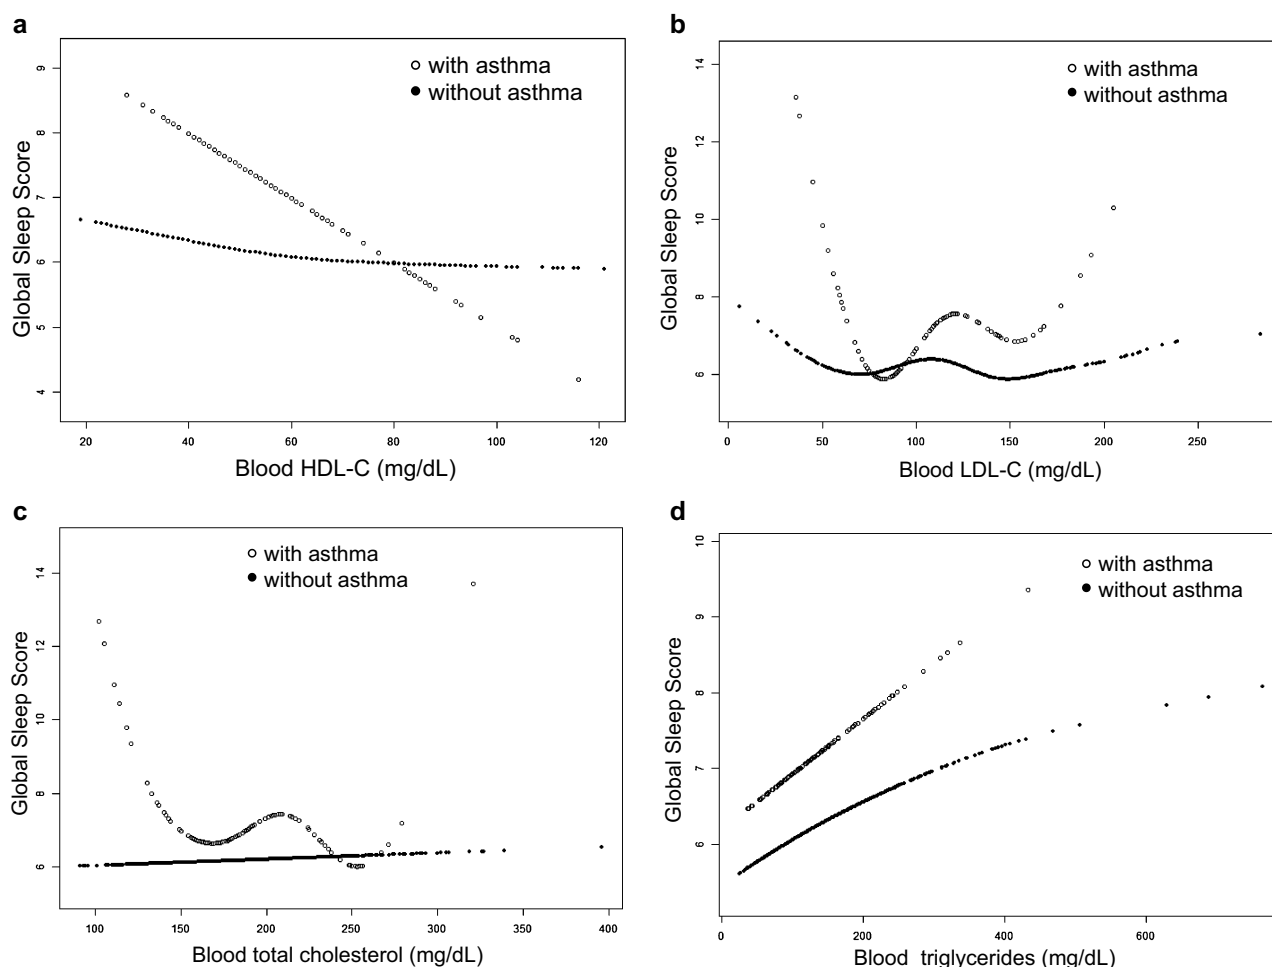 a
with asthma
without asthma
Global Sleep Score
9
8
7
6
5
4
20 40 60 80 100 120
Blood HDL-C (mg/dL)
b
with asthma
without asthma
Global Sleep Score
14
12
10
8
6
0 50 100 150 200 250
Blood LDL-C (mg/dL)
c
with asthma
without asthma
Global Sleep Score
14
12
10
8
6
100 150 200 250 300 350 400
Blood total cholesterol (mg/dL)
d
with asthma
without asthma
Global Sleep Score
10
9
8
7
6
0 200 400 600
Blood triglycerides (mg/dL)